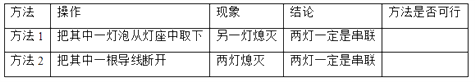 方法 操作 现象 结论 方法是否可行
方法1 把其中一灯泡从灯座中取下 另一灯熄灭 两灯一定是串联
方法2 把其中一根导线断开 两灯熄灭 两灯一定是串联